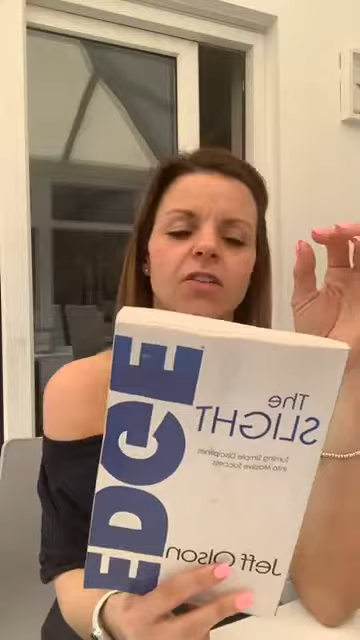 The
SLIGHT
EDGE
Turning Simple Disciplines
into Massive Success
Jeff Olson